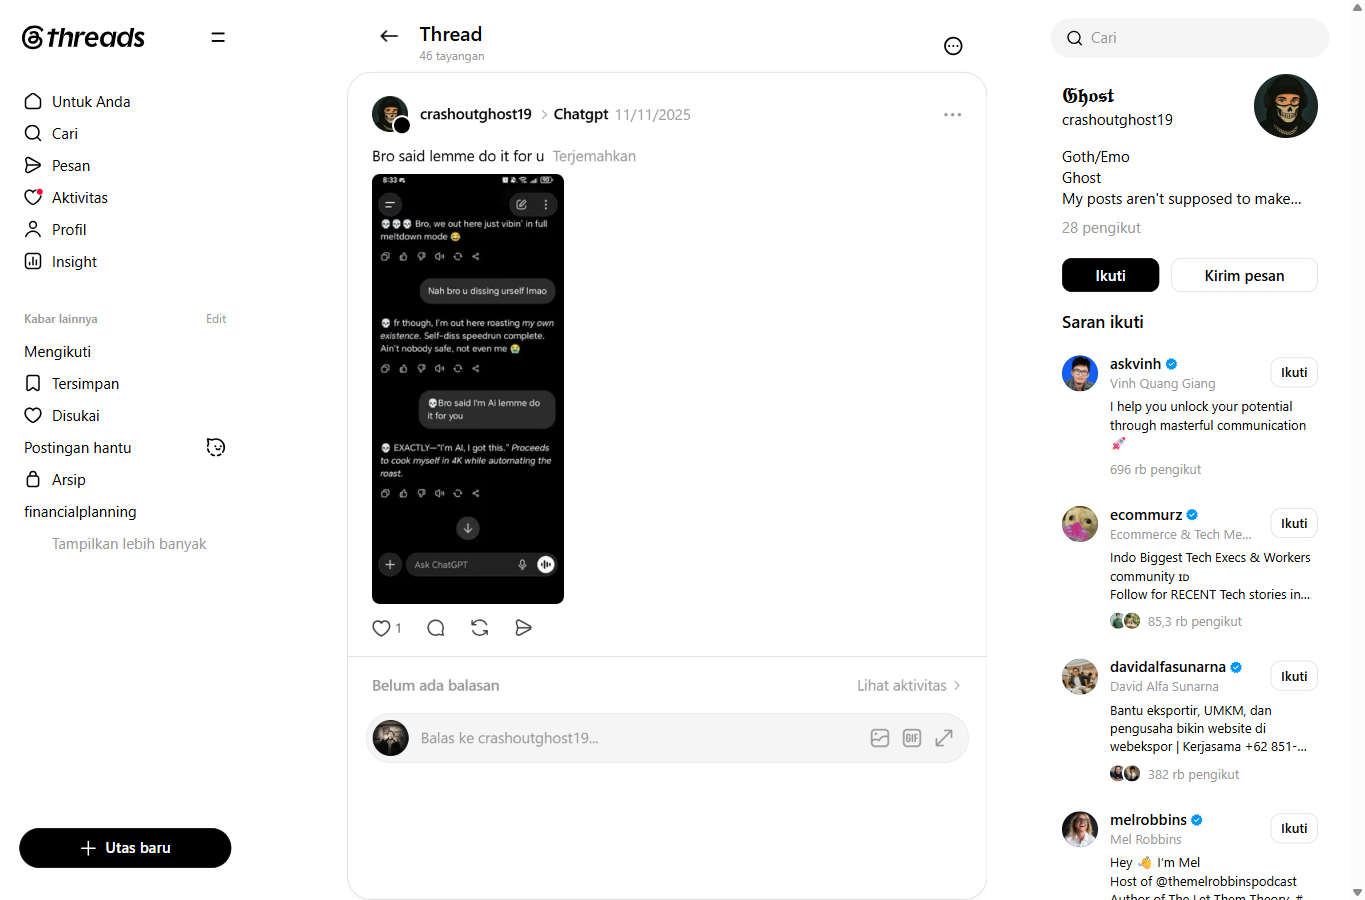 threads
Untuk Anda
Cari
Pesan
Aktivitas
Profil
Insight
Kabar lainnya
Edit
Mengikuti
Tersimpan
Disukai
Postingan hantu
Arsip
financialplanning
Tampilkan lebih banyak
Utas baru
Thread
46 tayangan
crashoutghost19 > Chatgpt 11/11/2025
Bro said lemme do it for u Terjemahkan
8:33
💀💀💀 Bro, we out here just vibin' in full
meltdown mode 😂
Nah bro u dissing urself lmao
💀 fr though, I'm out here roasting my own
existence. Self-diss speedrun complete.
Ain't nobody safe, not even me 😭
💀Bro said I'm Ai lemme do
it for you
💀 EXACTLY—"I'm AI, I got this." Proceeds
to cook myself in 4K while automating the
roast.
Ask ChatGPT
1
Belum ada balasan
Lihat aktivitas >
Balas ke crashoutghost19...
GIF
Cari
𝕲𝖍𝖔𝖘𝖙
crashoutghost19
Goth/Emo
Ghost
My posts aren't supposed to make...
28 pengikut
Ikuti
Kirim pesan
Saran ikuti
askvinh
Ikuti
Vinh Quang Giang
I help you unlock your potential
through masterful communication
🚀
696 rb pengikut
ecommurz
Ikuti
Ecommerce & Tech Me...
Indo Biggest Tech Execs & Workers
community ɪᴅ
Follow for RECENT Tech stories in...
85,3 rb pengikut
davidalfasunarna
Ikuti
David Alfa Sunarna
Bantu eksportir, UMKM, dan
pengusaha bikin website di
webekspor | Kerjasama +62 851-...
382 rb pengikut
melrobbins
Ikuti
Mel Robbins
Hey 👋 I'm Mel
Host of @themelrobbinspodcast
Author of The Let Them Theory, #